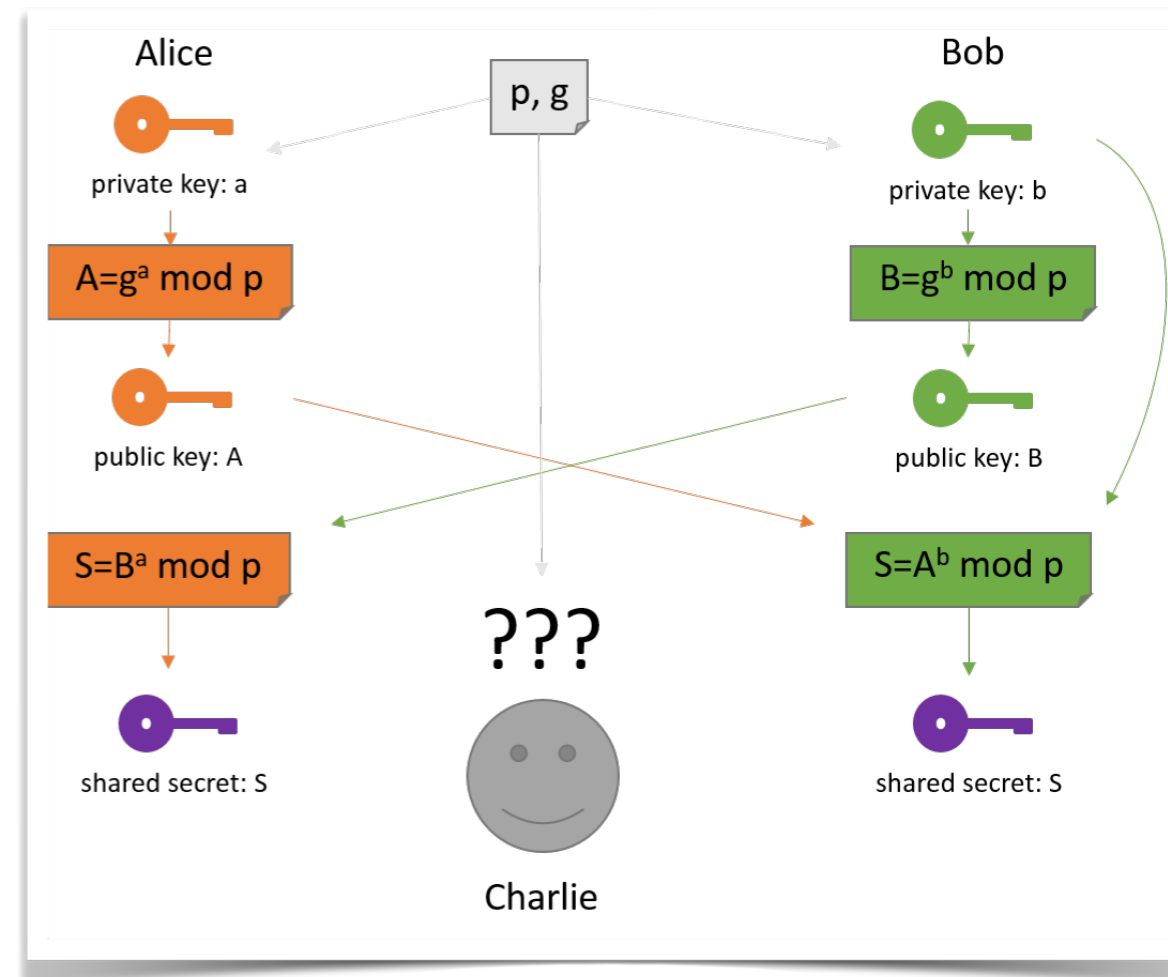 Alice
Bob
p, g
private key: a
private key: b
A=gᵃ mod p
B=gᵇ mod p
public key: A
public key: B
S=Bᵃ mod p
S=Aᵇ mod p
???
shared secret: S
shared secret: S
Charlie